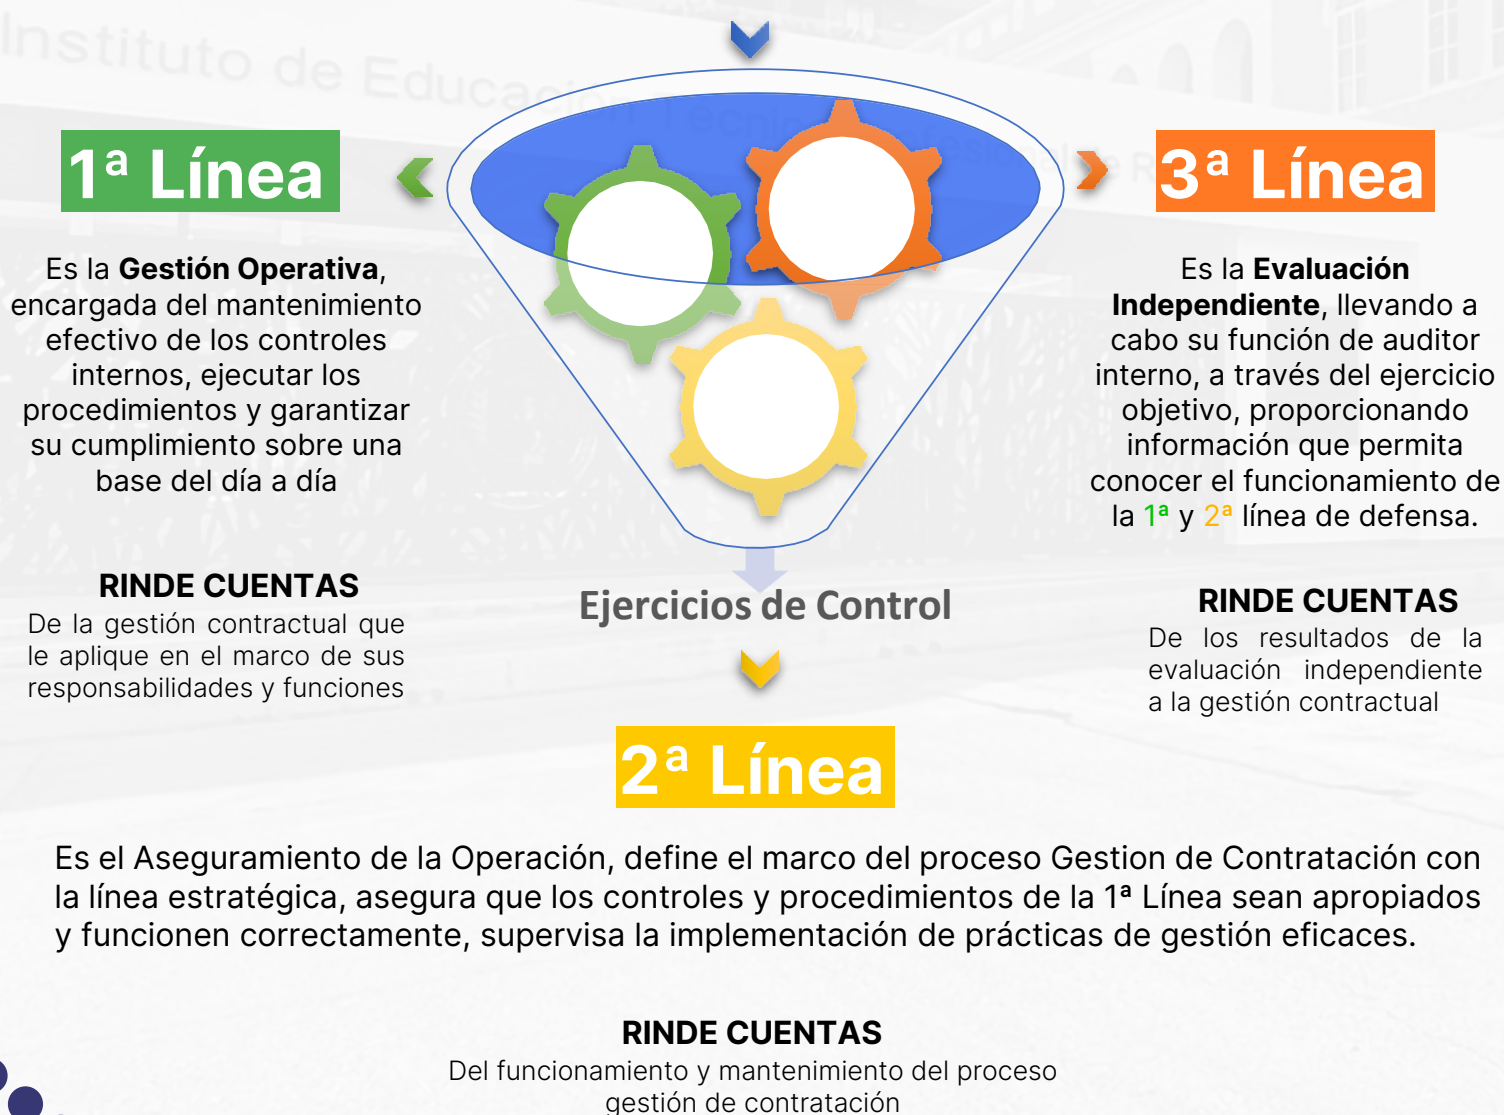 Instituto de Educación Técnica Profesional de R
1ª Línea
Es la Gestión Operativa,
encargada del mantenimiento
efectivo de los controles
internos, ejecutar los
procedimientos y garantizar
su cumplimiento sobre una
base del día a día
RINDE CUENTAS
De la gestión contractual que
le aplique en el marco de sus
responsabilidades y funciones
3ª Línea
Es la Evaluación
Independiente, llevando a
cabo su función de auditor
interno, a través del ejercicio
objetivo, proporcionando
información que permita
conocer el funcionamiento de
la 1ª y 2ª línea de defensa.
RINDE CUENTAS
De los resultados de la
evaluación independiente
a la gestión contractual
Ejercicios de Control
2ª Línea
Es el Aseguramiento de la Operación, define el marco del proceso Gestion de Contratación con
la línea estratégica, asegura que los controles y procedimientos de la 1ª Línea sean apropiados
y funcionen correctamente, supervisa la implementación de prácticas de gestión eficaces.
RINDE CUENTAS
Del funcionamiento y mantenimiento del proceso
gestión de contratación